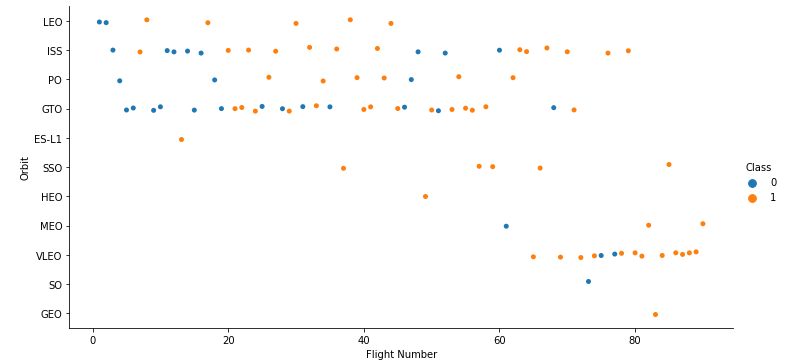 LEO
ISS
PO
GTO
ES-L1
SSO
HEO
MEO
VLEO
SO
GEO
Orbit
0 20 40 60 80
Flight Number
Class
0
1